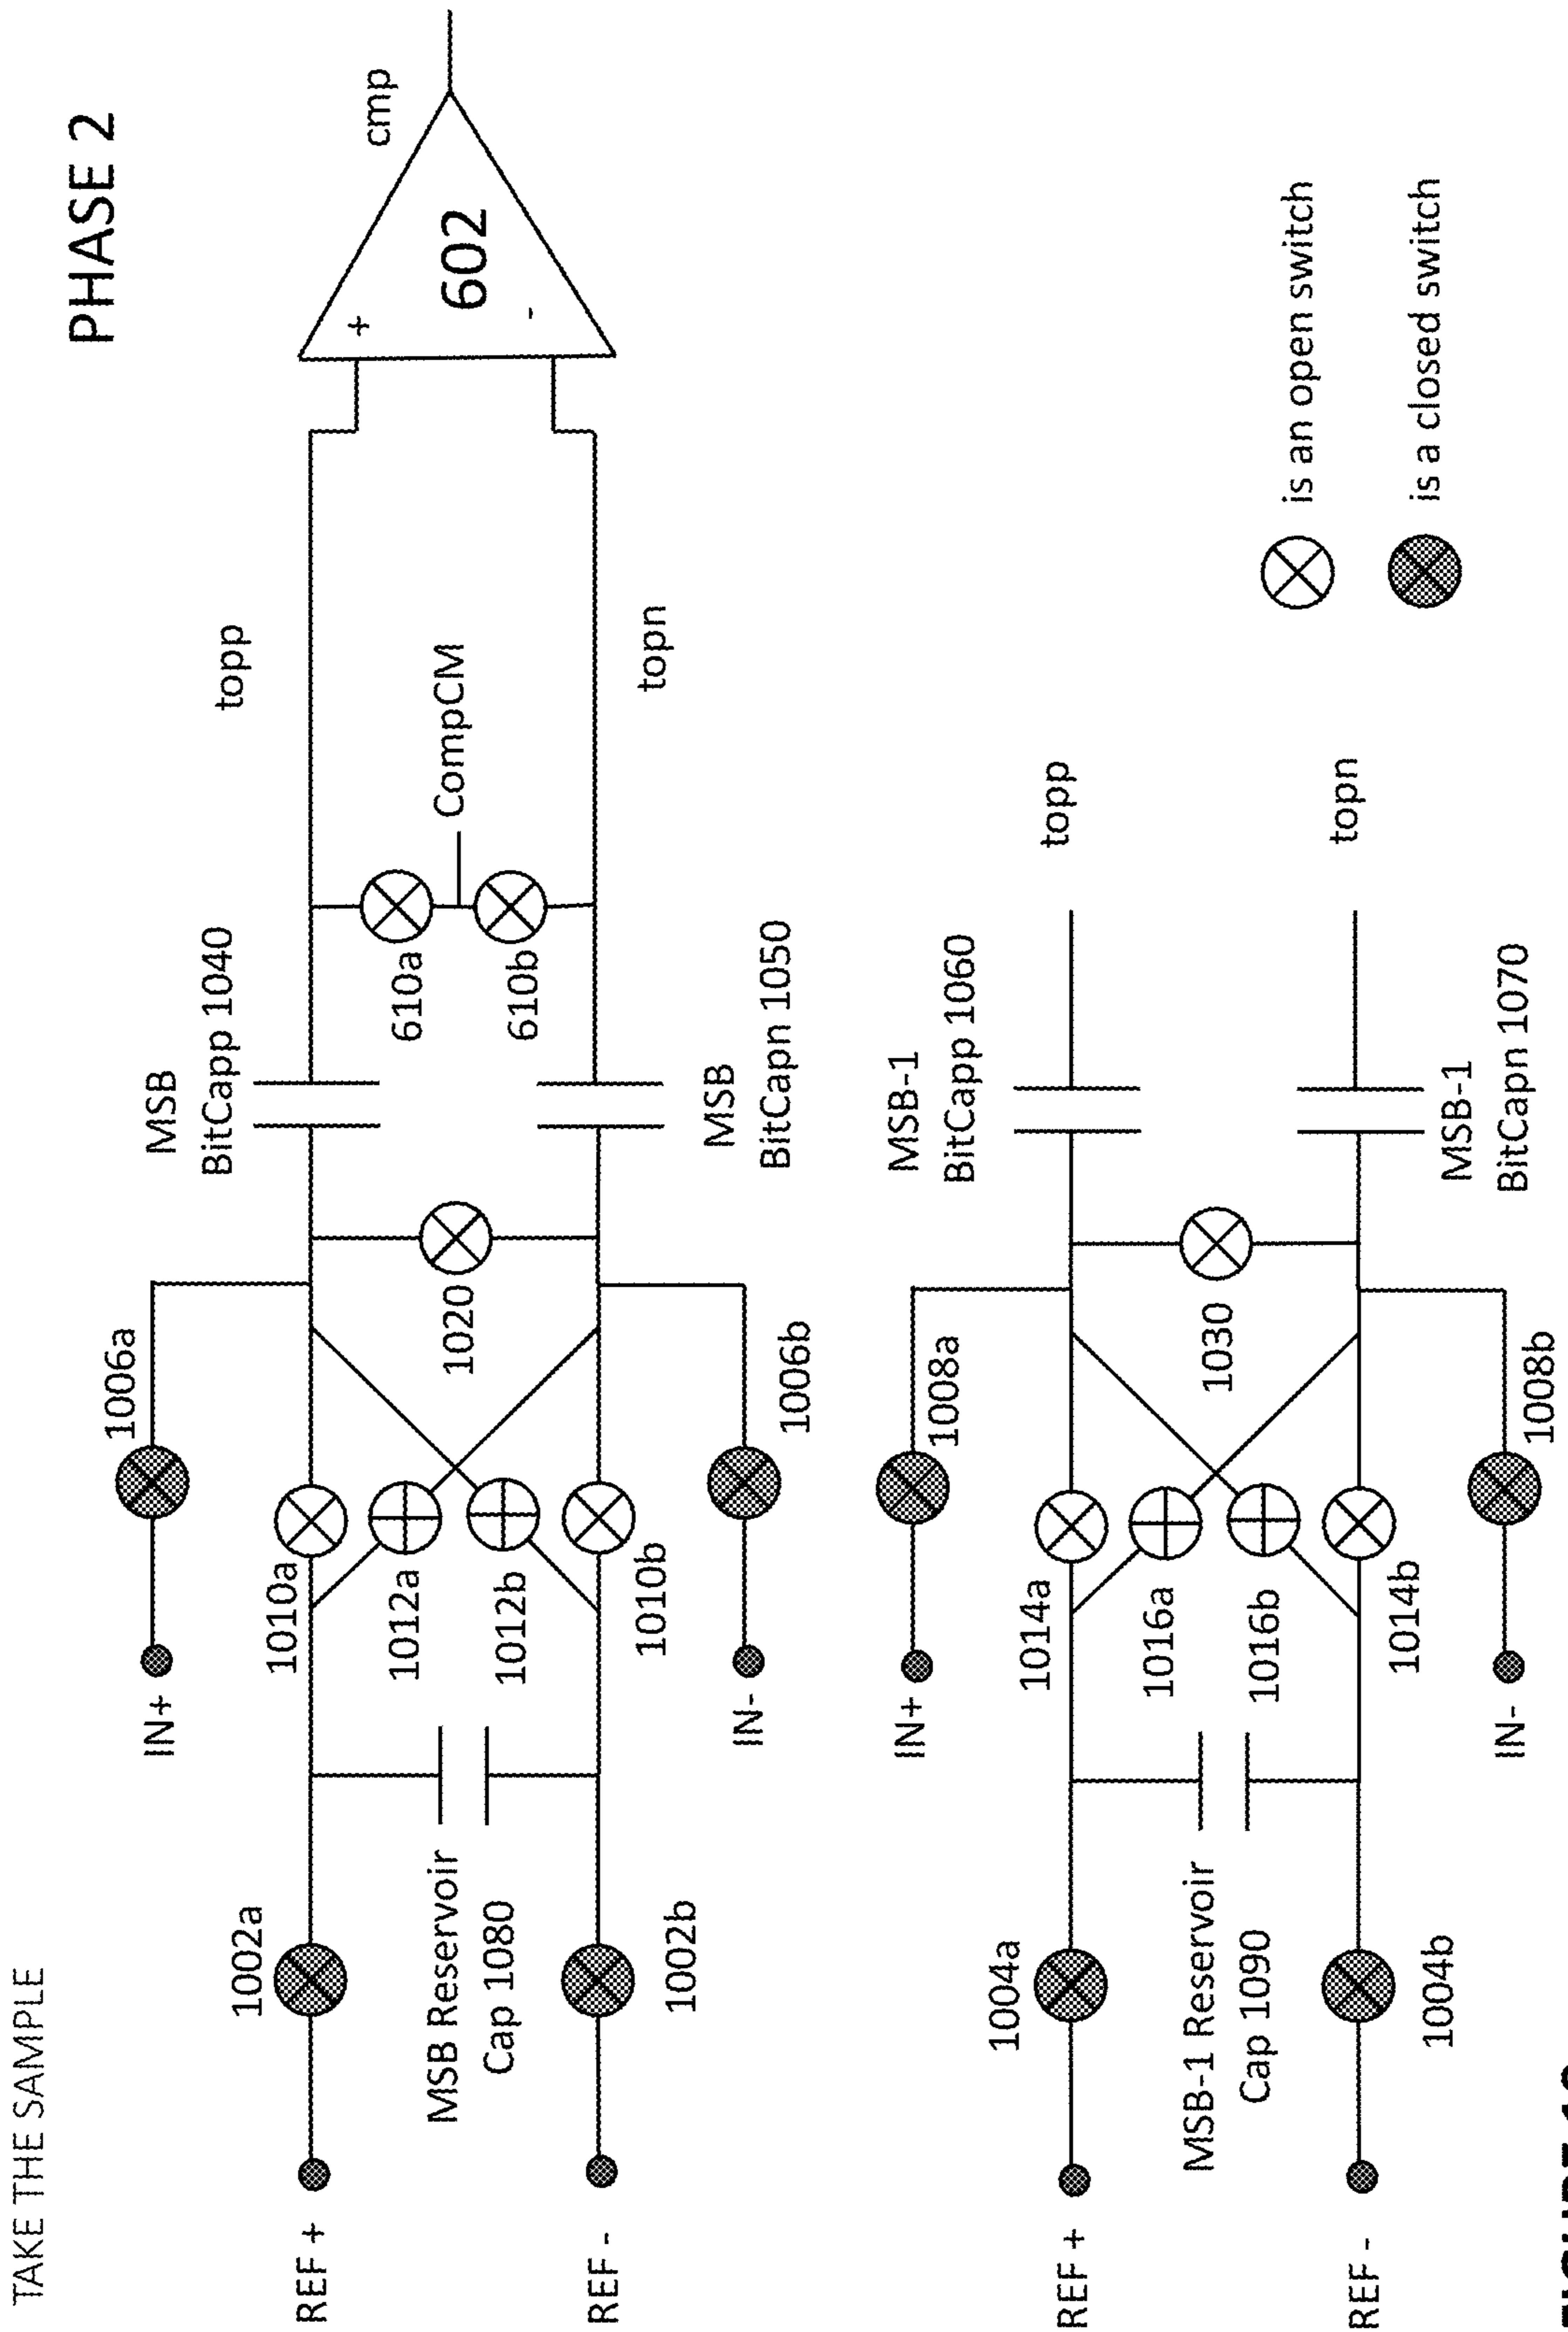 TAKE THE SAMPLE
PHASE 2
IN+
1006a
MSB
BitCapp 1040
topp
cmp
REF +
1002a
1010a
+
602
-
MSB Reservoir
Cap 1080
1012a
1012b
1020
610a
610b
CompCM
REF -
1002b
1010b
topn
IN-
1006b
MSB
BitCapn 1050
IN+
1008a
MSB-1
BitCapp 1060
REF +
1004a
1014a
topp
MSB-1 Reservoir
Cap 1090
1016a
1016b
1030
is an open switch
REF -
1004b
1014b
topn
is a closed switch
IN-
1008b
MSB-1
BitCapn 1070